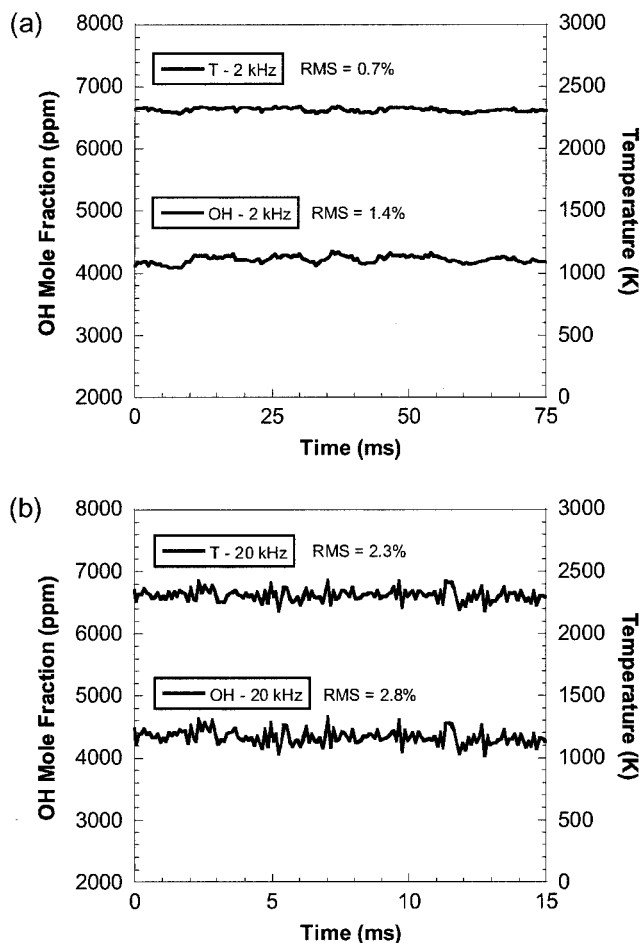 (a)
8000
7000
6000
5000
4000
3000
2000
OH Mole Fraction (ppm)
3000
2500
2000
1500
1000
500
0
Temperature (K)
T - 2 kHz RMS = 0.7%
OH - 2 kHz RMS = 1.4%
0 25 50 75
Time (ms)
(b)
8000
7000
6000
5000
4000
3000
2000
OH Mole Fraction (ppm)
3000
2500
2000
1500
1000
500
0
Temperature (K)
T - 20 kHz RMS = 2.3%
OH - 20 kHz RMS = 2.8%
0 5 10 15
Time (ms)